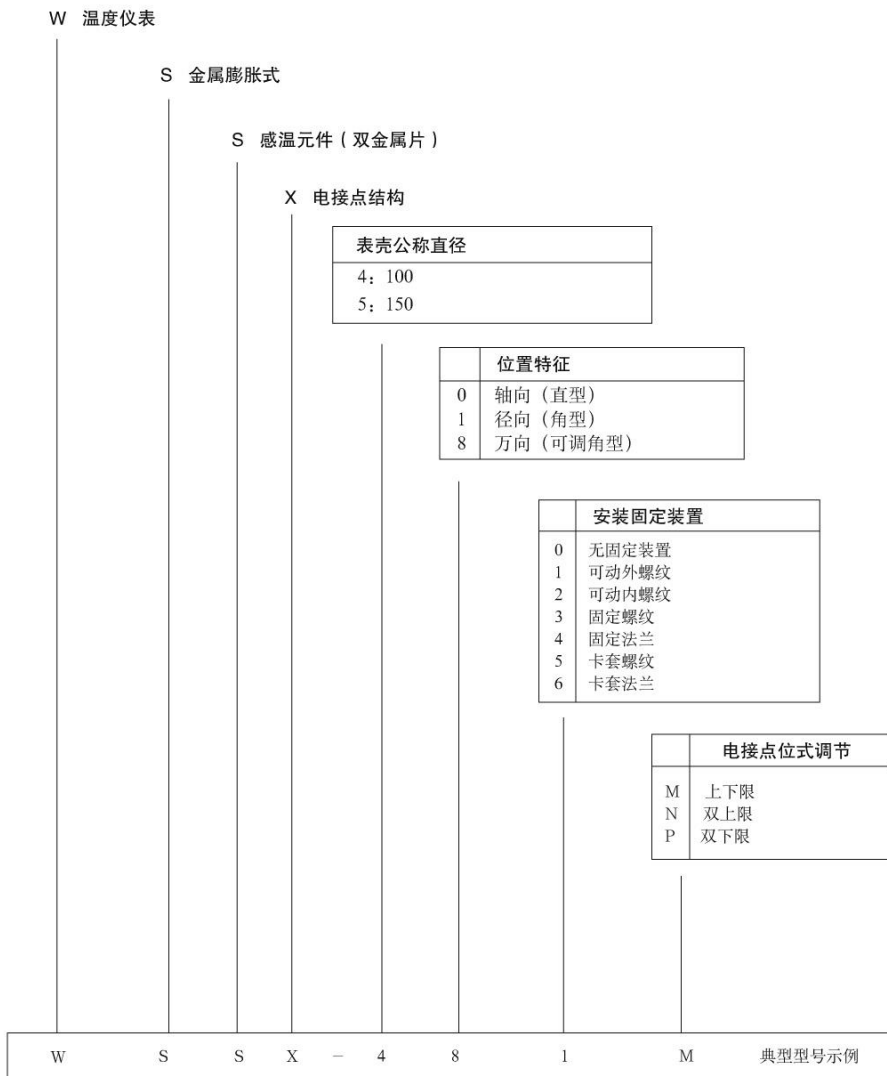 W 温度仪表
S 金属膨胀式
S 感温元件（双金属片）
X 电接点结构
表壳公称直径
4：100
5：150
位置特征
0 轴向（直型）
1 径向（角型）
8 万向（可调角型）
安装固定装置
0 无固定装置
1 可动外螺纹
2 可动内螺纹
3 固定螺纹
4 固定法兰
5 卡套螺纹
6 卡套法兰
电接点位式调节
M 上下限
N 双上限
P 双下限
W S S X － 4 8 1 M 典型型号示例